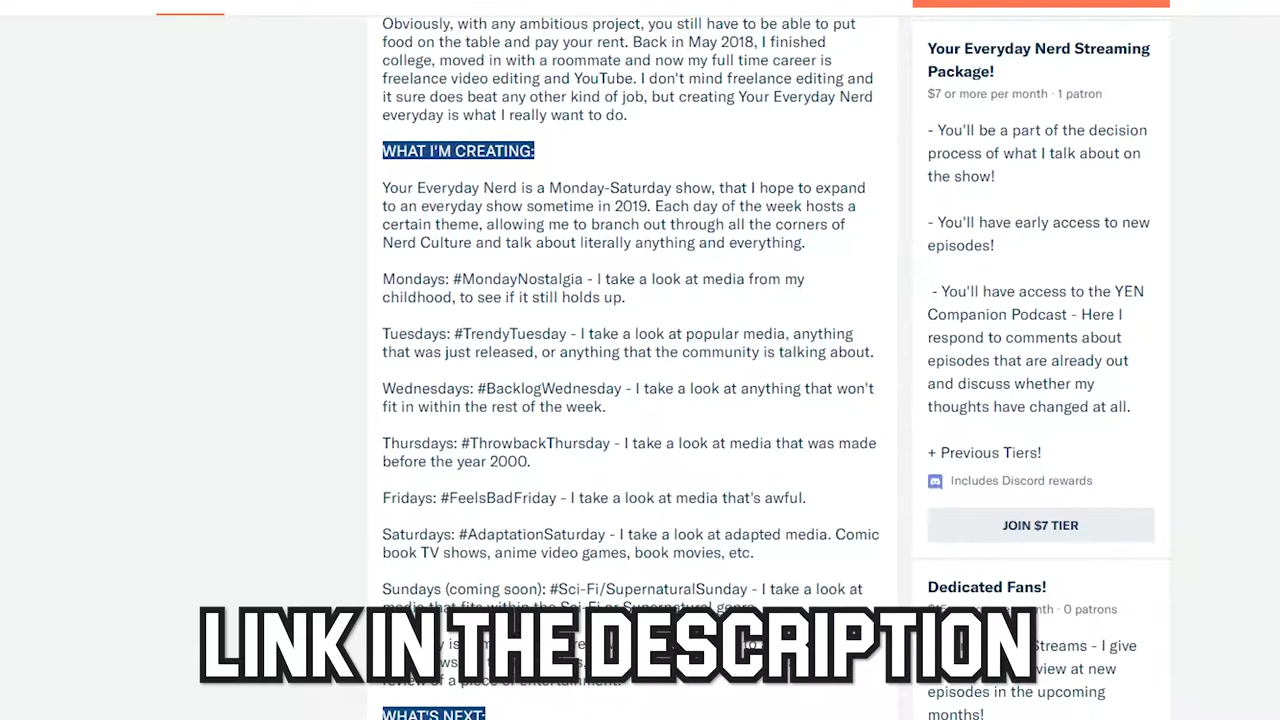 Obviously, with any ambitious project, you still have to be able to put
food on the table and pay your rent. Back in May 2018, I finished
college, moved in with a roommate and now my full time career is
freelance video editing and YouTube. I don't mind freelance editing and
it sure does beat any other kind of job, but creating Your Everyday Nerd
everyday is what I really want to do.
WHAT I'M CREATING:
Your Everyday Nerd is a Monday-Saturday show, that I hope to expand
to an everyday show sometime in 2019. Each day of the week hosts a
certain theme, allowing me to branch out through all the corners of
Nerd Culture and talk about literally anything and everything.
Mondays: #MondayNostalgia - I take a look at media from my
childhood, to see if it still holds up.
Tuesdays: #TrendyTuesday - I take a look at popular media, anything
that was just released, or anything that the community is talking about.
Wednesdays: #BacklogWednesday - I take a look at anything that won't
fit in within the rest of the week.
Thursdays: #ThrowbackThursday - I take a look at media that was made
before the year 2000.
Fridays: #FeelsBadFriday - I take a look at media that's awful.
Saturdays: #AdaptationSaturday - I take a look at adapted media. Comic
book TV shows, anime video games, book movies, etc.
Sundays (coming soon): #Sci-Fi/SupernaturalSunday - I take a look at
media that fits within the Sci-Fi or Supernatural genre.
review of a piece of entertainment.
WHAT'S NEXT:
Your Everyday Nerd Streaming
Package!
$7 or more per month · 1 patron
- You'll be a part of the decision
process of what I talk about on
the show!
- You'll have early access to new
episodes!
- You'll have access to the YEN
Companion Podcast - Here I
respond to comments about
episodes that are already out
and discuss whether my
thoughts have changed at all.
+ Previous Tiers!
Includes Discord rewards
JOIN $7 TIER
Dedicated Fans!
month · 0 patrons
Streams - I give
view at new
episodes in the upcoming
months!
LINK IN THE DESCRIPTION